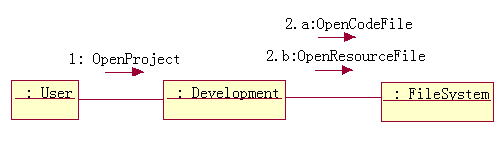 2.a:OpenCodeFile
1: OpenProject
2.b:OpenResourceFile
: User
: Development
: FileSystem